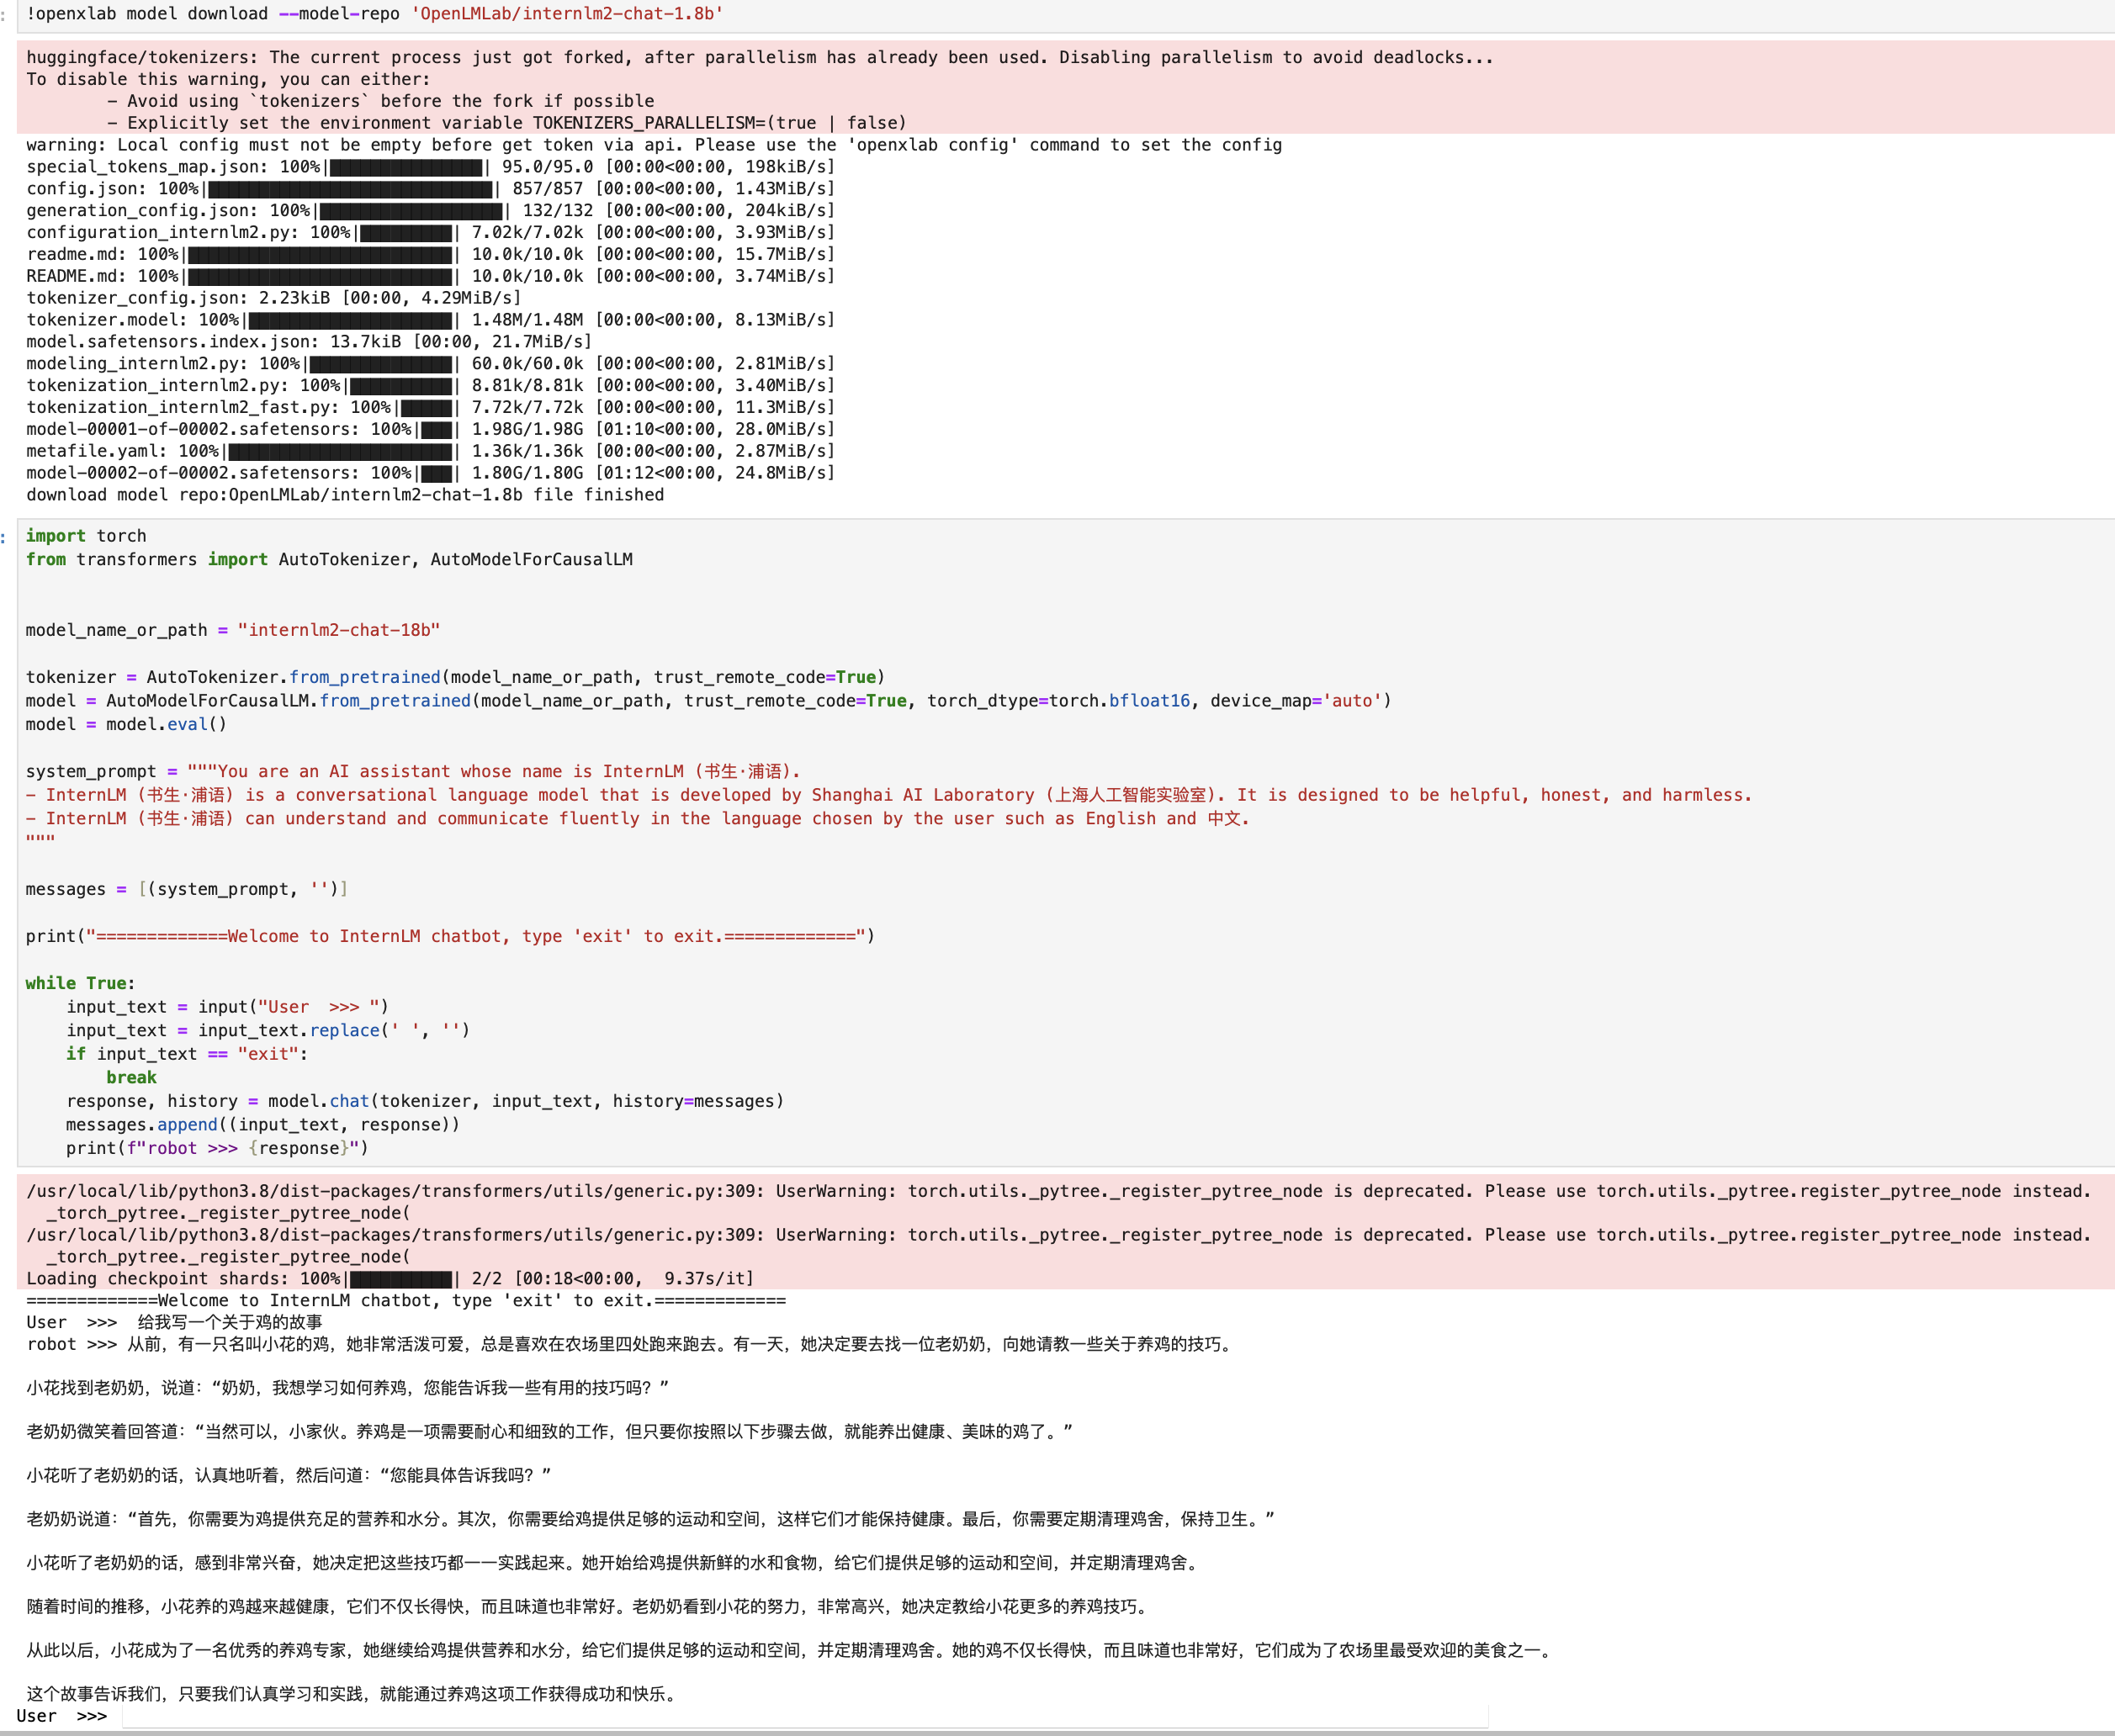 !openxlab model download --model-repo 'OpenLMLab/internlm2-chat-1.8b'
huggingface/tokenizers: The current process just got forked, after parallelism has already been used. Disabling parallelism to avoid deadlocks...
To disable this warning, you can either:
- Avoid using `tokenizers` before the fork if possible
- Explicitly set the environment variable TOKENIZERS_PARALLELISM=(true | false)
warning: Local config must not be empty before get token via api. Please use the 'openxlab config' command to set the config
special_tokens_map.json: 100%|███████████████| 95.0/95.0 [00:00<00:00, 198kiB/s]
config.json: 100%|████████████████████████████| 857/857 [00:00<00:00, 1.43MiB/s]
generation_config.json: 100%|██████████████████| 132/132 [00:00<00:00, 204kiB/s]
configuration_internlm2.py: 100%|█████████| 7.02k/7.02k [00:00<00:00, 3.93MiB/s]
readme.md: 100%|██████████████████████████| 10.0k/10.0k [00:00<00:00, 15.7MiB/s]
README.md: 100%|██████████████████████████| 10.0k/10.0k [00:00<00:00, 3.74MiB/s]
tokenizer_config.json: 2.23kiB [00:00, 4.29MiB/s]
tokenizer.model: 100%|████████████████████| 1.48M/1.48M [00:00<00:00, 8.13MiB/s]
model.safetensors.index.json: 13.7kiB [00:00, 21.7MiB/s]
modeling_internlm2.py: 100%|██████████████| 60.0k/60.0k [00:00<00:00, 2.81MiB/s]
tokenization_internlm2.py: 100%|██████████| 8.81k/8.81k [00:00<00:00, 3.40MiB/s]
tokenization_internlm2_fast.py: 100%|█████| 7.72k/7.72k [00:00<00:00, 11.3MiB/s]
model-00001-of-00002.safetensors: 100%|███| 1.98G/1.98G [01:10<00:00, 28.0MiB/s]
metafile.yaml: 100%|██████████████████████| 1.36k/1.36k [00:00<00:00, 2.87MiB/s]
model-00002-of-00002.safetensors: 100%|███| 1.80G/1.80G [01:12<00:00, 24.8MiB/s]
download model repo:OpenLMLab/internlm2-chat-1.8b file finished
import torch
from transformers import AutoTokenizer, AutoModelForCausalLM
model_name_or_path = "internlm2-chat-18b"
tokenizer = AutoTokenizer.from_pretrained(model_name_or_path, trust_remote_code=True)
model = AutoModelForCausalLM.from_pretrained(model_name_or_path, trust_remote_code=True, torch_dtype=torch.bfloat16, device_map='auto')
model = model.eval()
system_prompt = """You are an AI assistant whose name is InternLM (书生·浦语).
- InternLM (书生·浦语) is a conversational language model that is developed by Shanghai AI Laboratory (上海人工智能实验室). It is designed to be helpful, honest, and harmless.
- InternLM (书生·浦语) can understand and communicate fluently in the language chosen by the user such as English and 中文.
"""
messages = [(system_prompt, '')]
print("=============Welcome to InternLM chatbot, type 'exit' to exit.=============")
while True:
input_text = input("User  >>> ")
input_text = input_text.replace(' ', '')
if input_text == "exit":
break
response, history = model.chat(tokenizer, input_text, history=messages)
messages.append((input_text, response))
print(f"robot >>> {response}")
/usr/local/lib/python3.8/dist-packages/transformers/utils/generic.py:309: UserWarning: torch.utils._pytree._register_pytree_node is deprecated. Please use torch.utils._pytree.register_pytree_node instead.
_torch_pytree._register_pytree_node(
/usr/local/lib/python3.8/dist-packages/transformers/utils/generic.py:309: UserWarning: torch.utils._pytree._register_pytree_node is deprecated. Please use torch.utils._pytree.register_pytree_node instead.
_torch_pytree._register_pytree_node(
Loading checkpoint shards: 100%|██████████| 2/2 [00:18<00:00,  9.37s/it]
=============Welcome to InternLM chatbot, type 'exit' to exit.=============
User  >>>  给我写一个关于鸡的故事
robot >>> 从前，有一只名叫小花的鸡，她非常活泼可爱，总是喜欢在农场里四处跑来跑去。有一天，她决定要去找一位老奶奶，向她请教一些关于养鸡的技巧。
小花找到老奶奶，说道：“奶奶，我想学习如何养鸡，您能告诉我一些有用的技巧吗？”
老奶奶微笑着回答道：“当然可以，小家伙。养鸡是一项需要耐心和细致的工作，但只要你按照以下步骤去做，就能养出健康、美味的鸡了。”
小花听了老奶奶的话，认真地听着，然后问道：“您能具体告诉我吗？”
老奶奶说道：“首先，你需要为鸡提供充足的营养和水分。其次，你需要给鸡提供足够的运动和空间，这样它们才能保持健康。最后，你需要定期清理鸡舍，保持卫生。”
小花听了老奶奶的话，感到非常兴奋，她决定把这些技巧都一一实践起来。她开始给鸡提供新鲜的水和食物，给它们提供足够的运动和空间，并定期清理鸡舍。
随着时间的推移，小花养的鸡越来越健康，它们不仅长得快，而且味道也非常好。老奶奶看到小花的努力，非常高兴，她决定教给小花更多的养鸡技巧。
从此以后，小花成为了一名优秀的养鸡专家，她继续给鸡提供营养和水分，给它们提供足够的运动和空间，并定期清理鸡舍。她的鸡不仅长得快，而且味道也非常好，它们成为了农场里最受欢迎的美食之一。
这个故事告诉我们，只要我们认真学习和实践，就能通过养鸡这项工作获得成功和快乐。
User  >>>